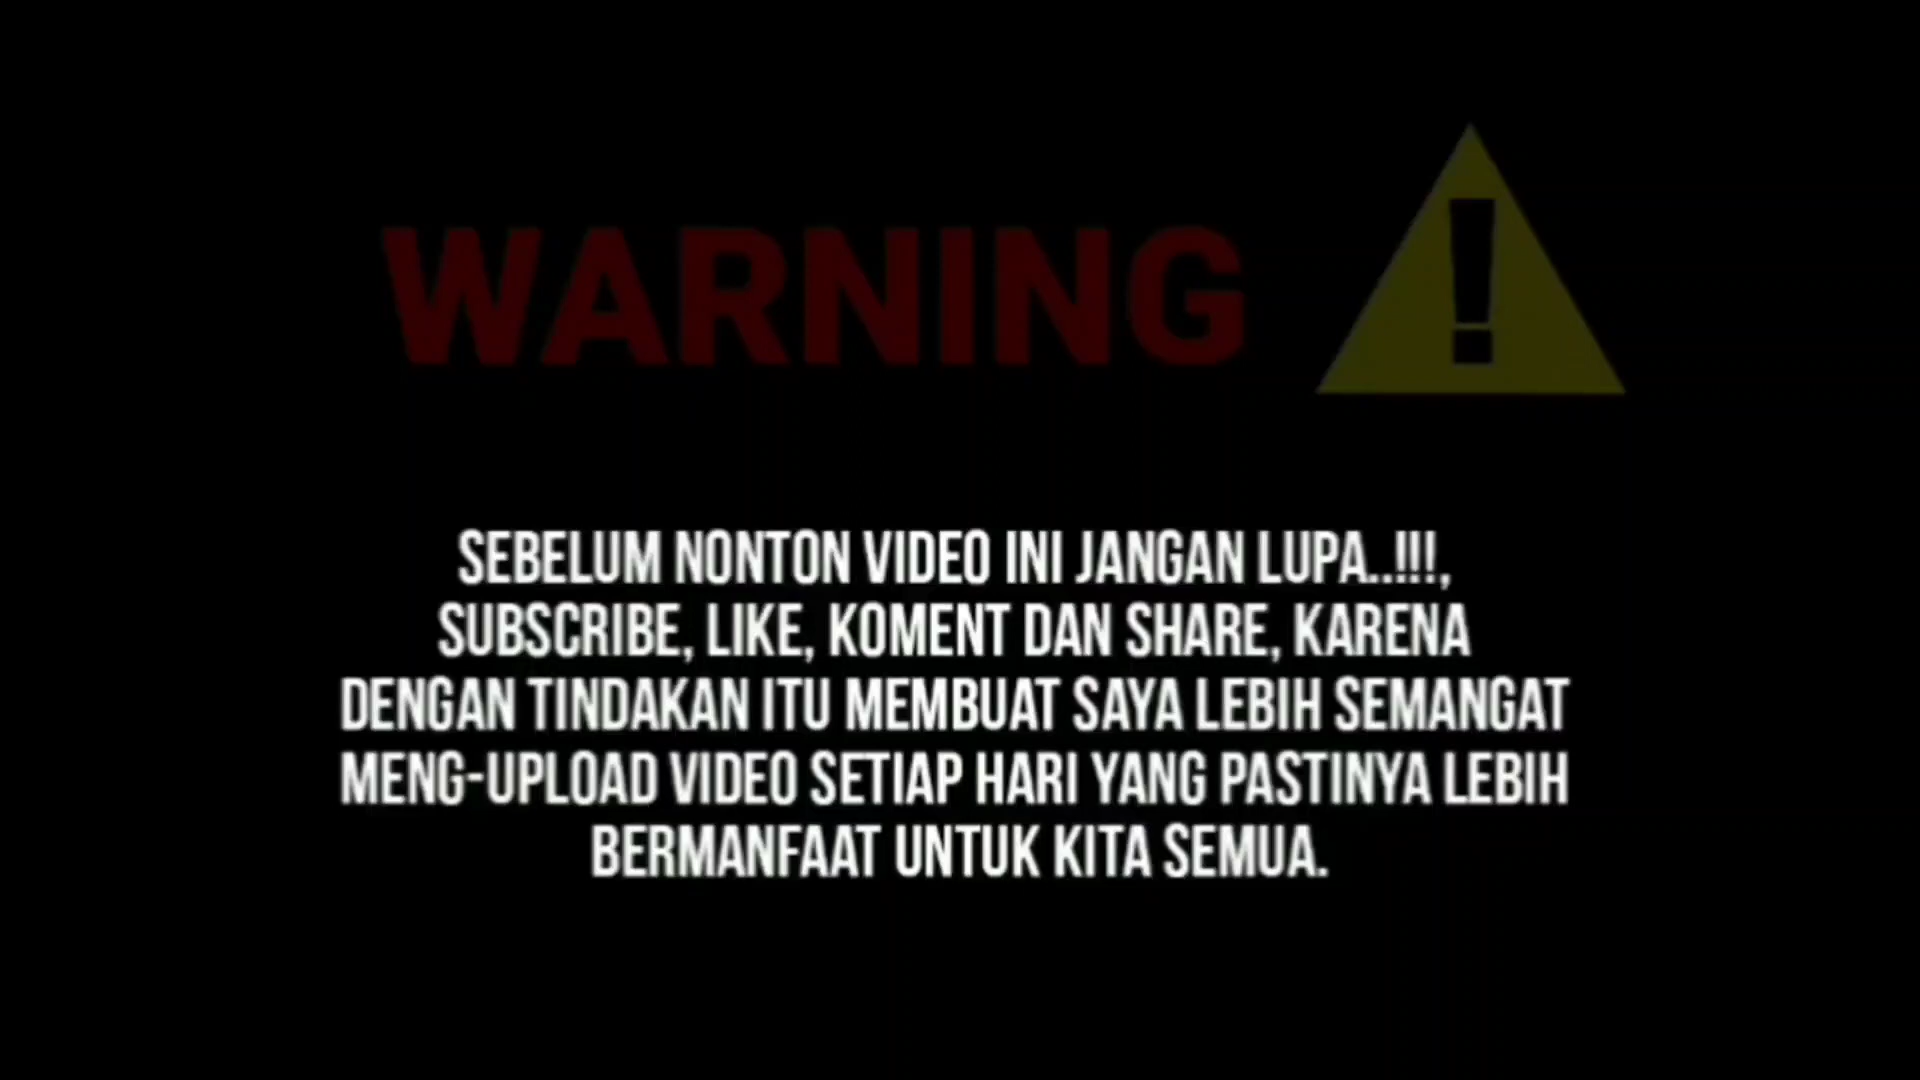 WARNING !
SEBELUM NONTON VIDEO INI JANGAN LUPA..!!!,
SUBSCRIBE, LIKE, KOMENT DAN SHARE, KARENA
DENGAN TINDAKAN ITU MEMBUAT SAYA LEBIH SEMANGAT
MENG-UPLOAD VIDEO SETIAP HARI YANG PASTINYA LEBIH
BERMANFAAT UNTUK KITA SEMUA.